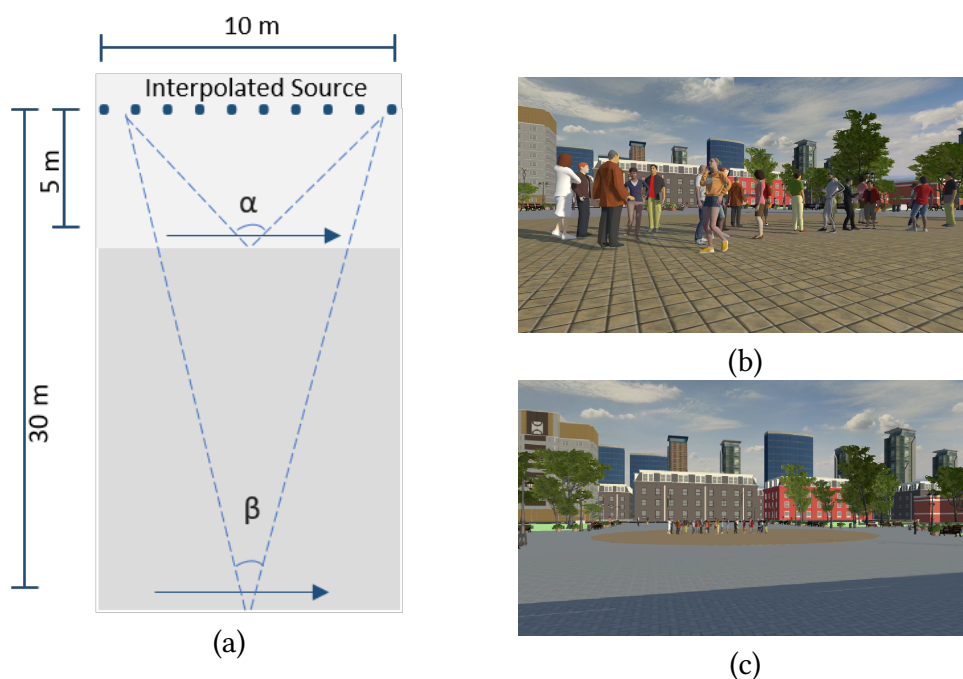 10 m
Interpolated Source
5 m
α
30 m
β
(a)
(b)
(c)